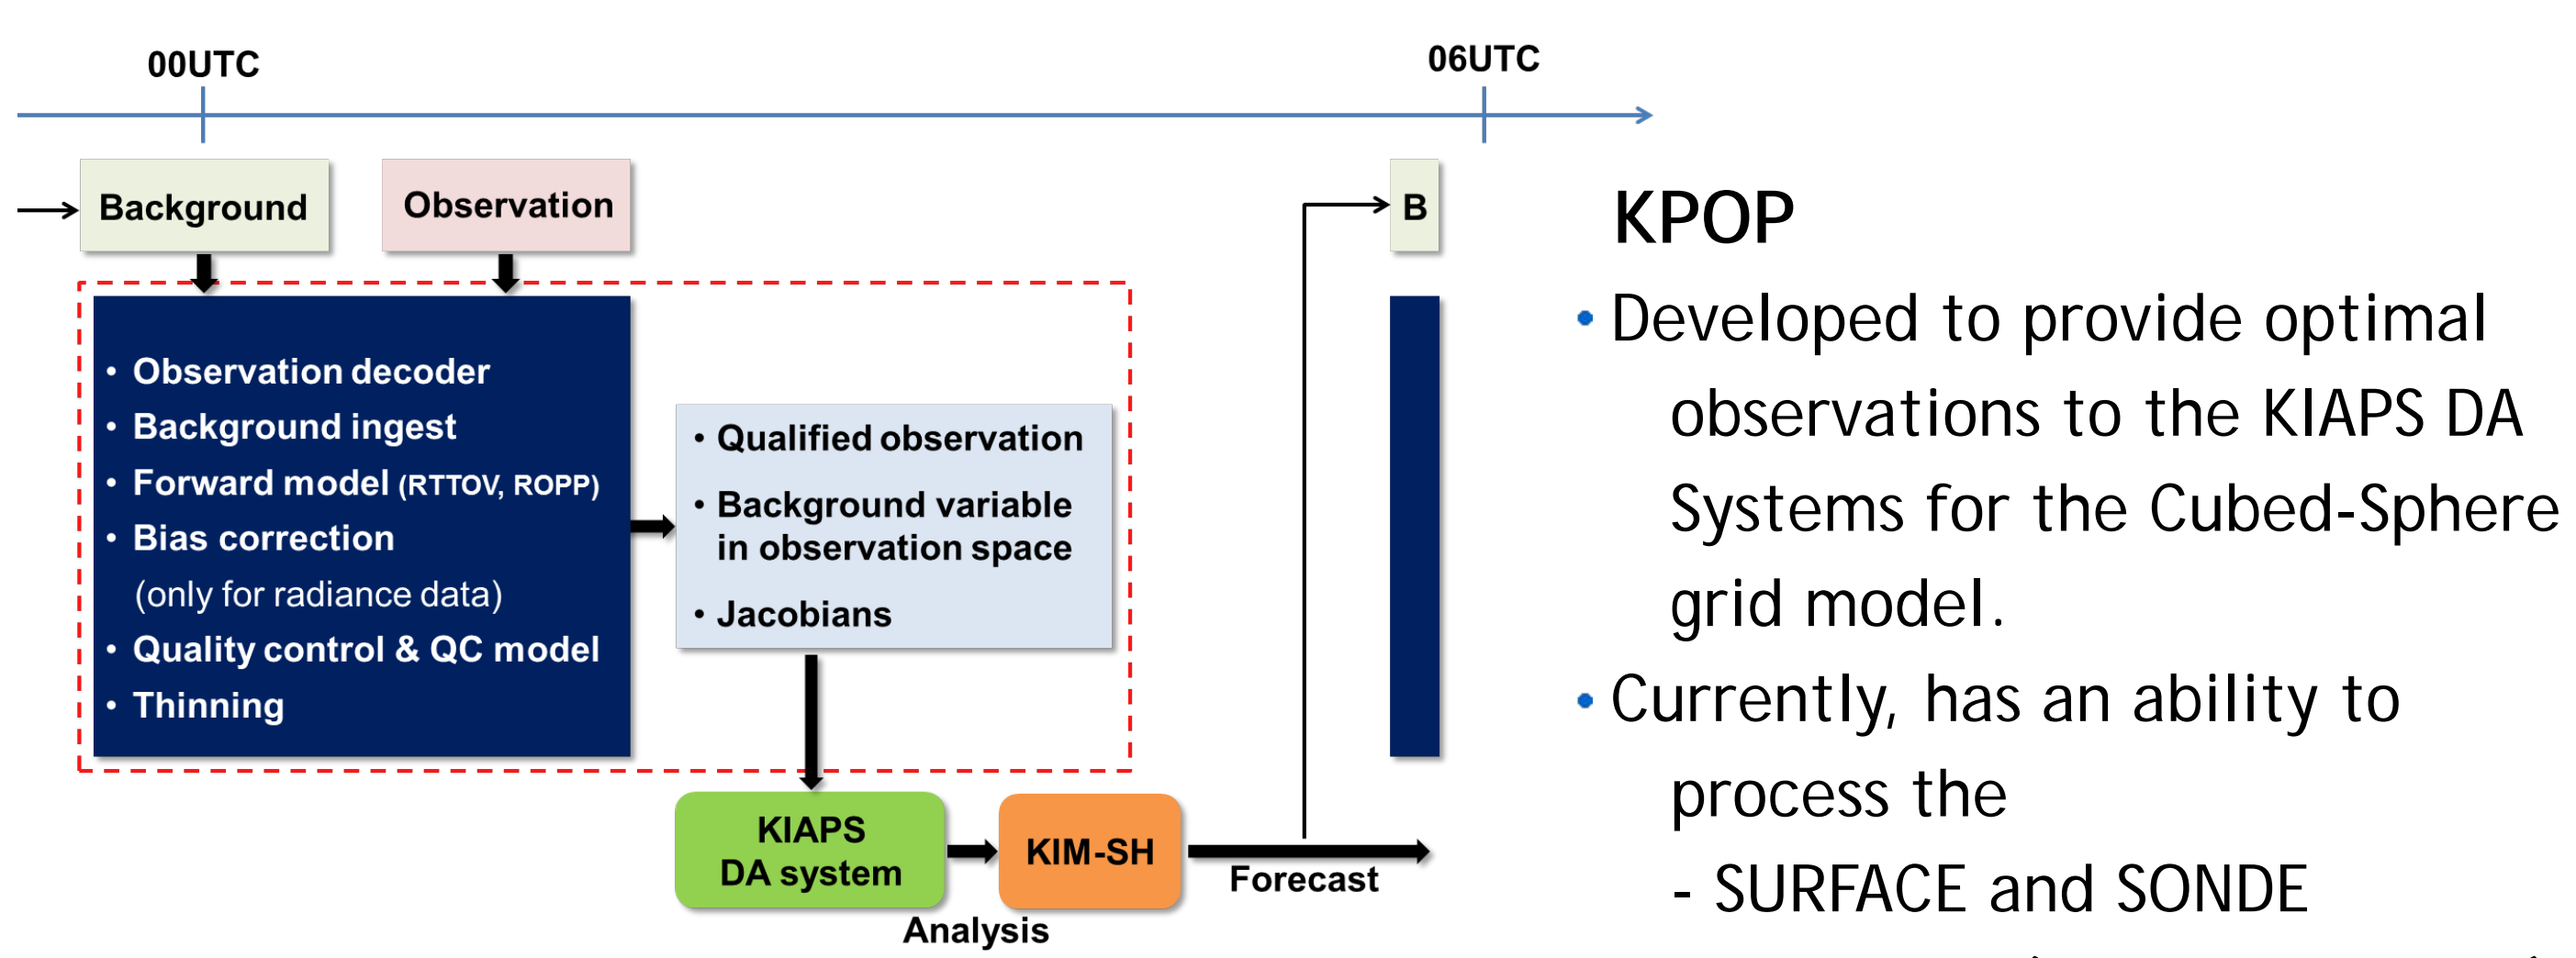 00UTC
06UTC
Background
Observation
B
• Observation decoder
• Background ingest
• Forward model (RTTOV, ROPP)
• Bias correction
(only for radiance data)
• Quality control & QC model
• Thinning
• Qualified observation
• Background variable
in observation space
• Jacobians
KIAPS
DA system
KIM-SH
Forecast
Analysis
KPOP
• Developed to provide optimal
observations to the KIAPS DA
Systems for the Cubed-Sphere
grid model.
• Currently, has an ability to
process the
- SURFACE and SONDE